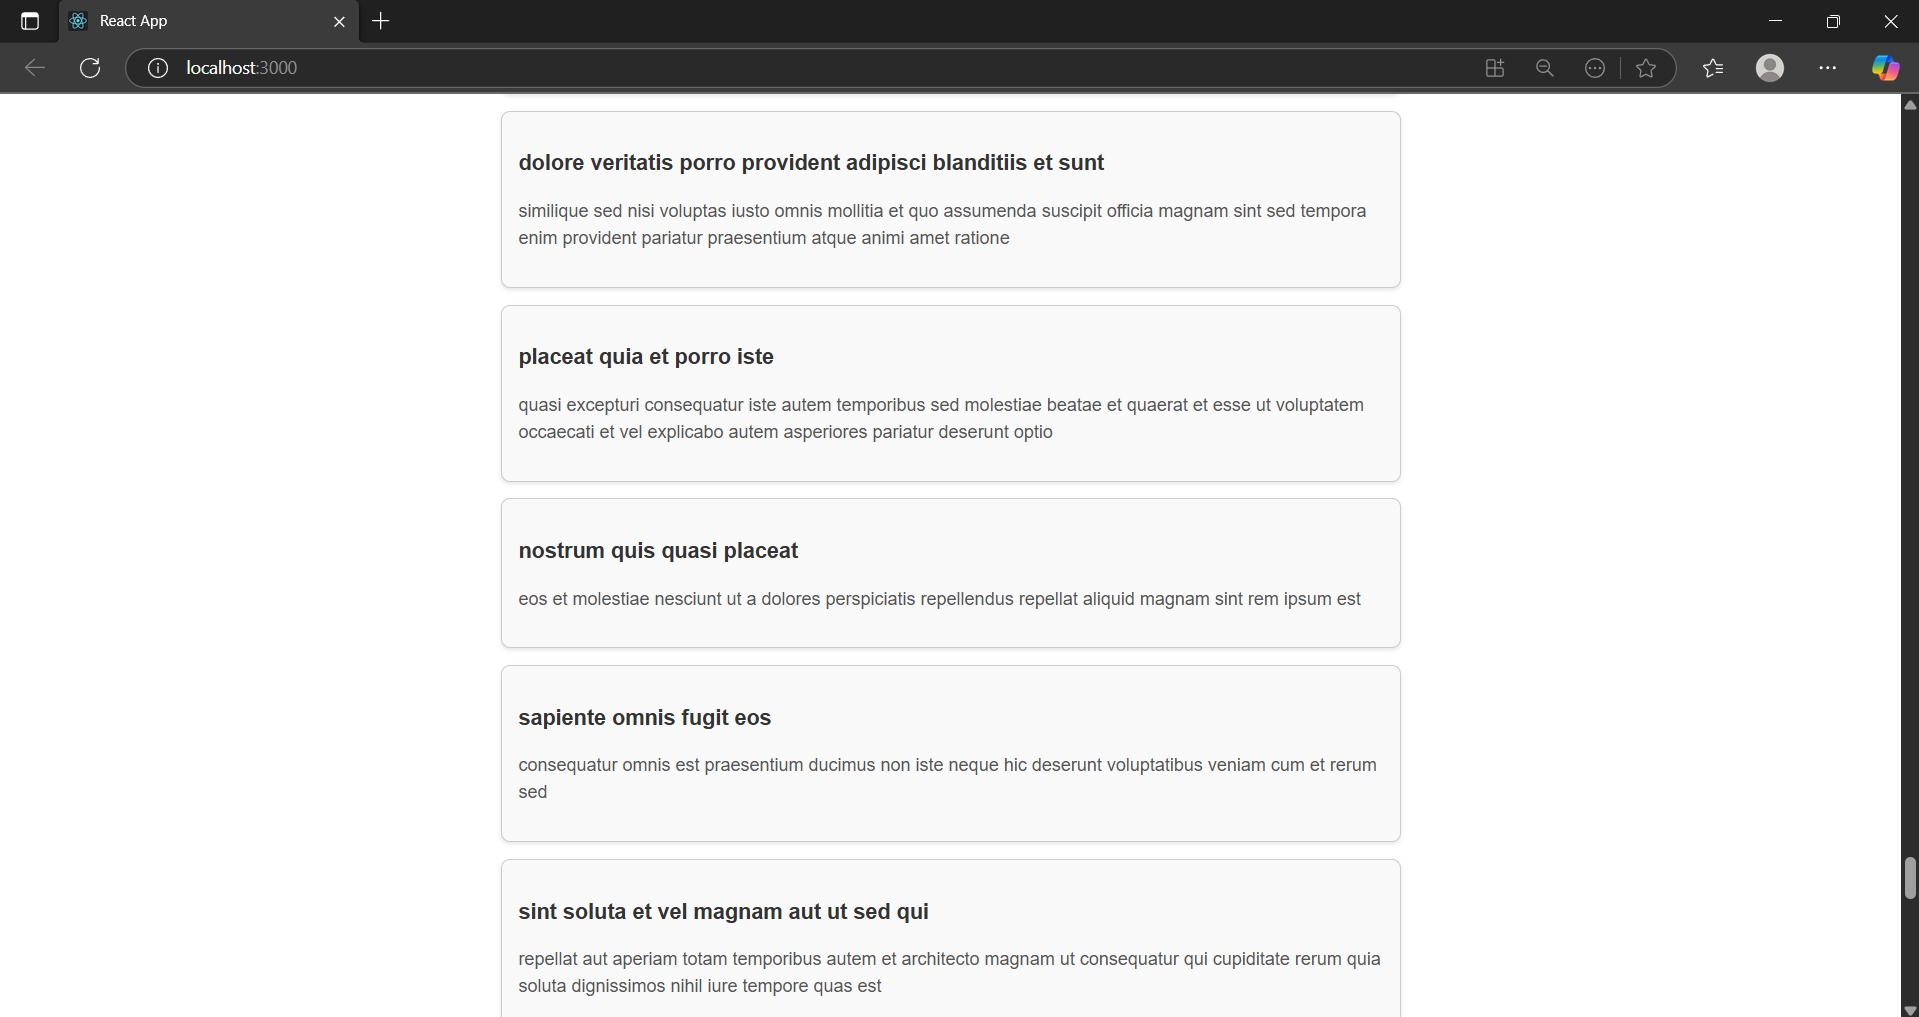 React App
localhost:3000
dolore veritatis porro provident adipisci blanditiis et sunt
similique sed nisi voluptas iusto omnis mollitia et quo assumenda suscipit officia magnam sint sed tempora
enim provident pariatur praesentium atque animi amet ratione
placeat quia et porro iste
quasi excepturi consequatur iste autem temporibus sed molestiae beatae et quaerat et esse ut voluptatem
occaecati et vel explicabo autem asperiores pariatur deserunt optio
nostrum quis quasi placeat
eos et molestiae nesciunt ut a dolores perspiciatis repellendus repellat aliquid magnam sint rem ipsum est
sapiente omnis fugit eos
consequatur omnis est praesentium ducimus non iste neque hic deserunt voluptatibus veniam cum et rerum
sed
sint soluta et vel magnam aut ut sed qui
repellat aut aperiam totam temporibus autem et architecto magnam ut consequatur qui cupiditate rerum quia
soluta dignissimos nihil iure tempore quas est